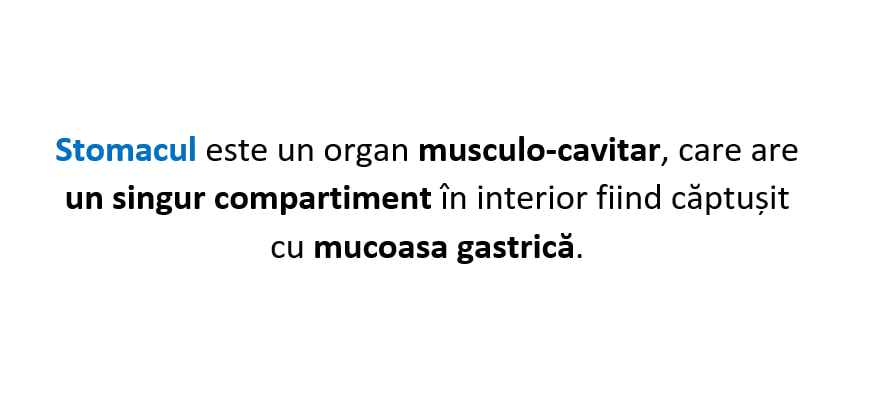 Stomacul este un organ musculo-cavitar, care are
un singur compartiment în interior fiind căptușit
cu mucoasa gastrică.